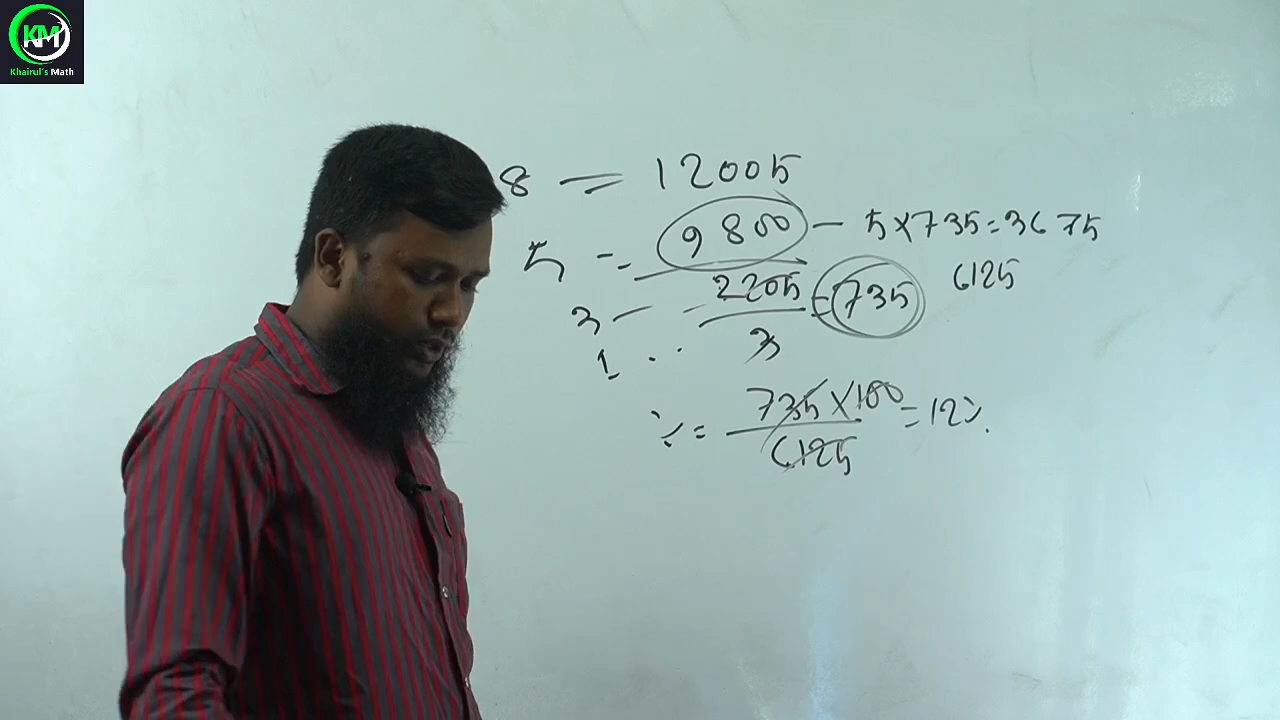 KM
Khairul's Math
8 = 12005
5 - 9800 - 5×735=3675
6125
3 - 2205 = 735
1 .. 3
% = 735×100 = 12%.
6125